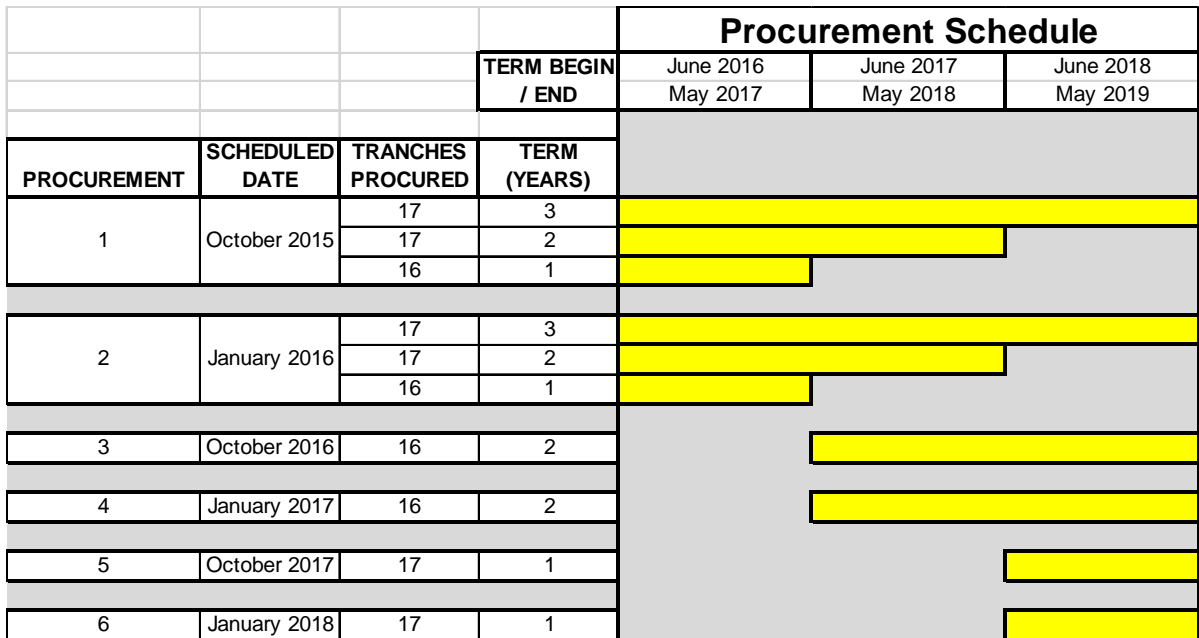 Procurement Schedule
TERM BEGIN June 2016 June 2017 June 2018
/ END May 2017 May 2018 May 2019
SCHEDULED TRANCHES TERM
PROCUREMENT DATE PROCURED (YEARS)
17 3
1 October 2015 17 2
16 1
17 3
2 January 2016 17 2
16 1
3 October 2016 16 2
4 January 2017 16 2
5 October 2017 17 1
6 January 2018 17 1